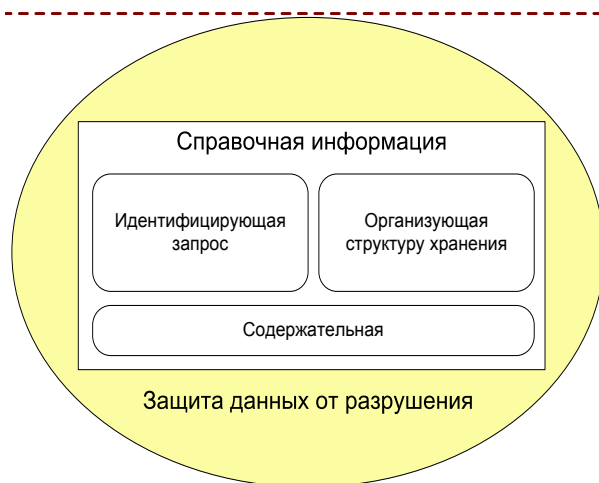 Справочная информация
Идентифицирующая
запрос
Организующая
структуру хранения
Содержательная
Защита данных от разрушения